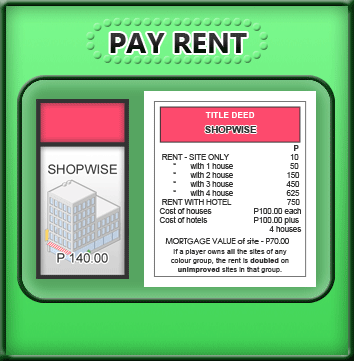 PAY RENT
SHOPWISE
P 140.00
TITLE DEED
SHOPWISE
P
RENT - SITE ONLY 10
" with 1 house 50
" with 2 house 150
" with 3 house 450
" with 4 house 625
RENT WITH HOTEL 750
Cost of houses P100.00 each
Cost of hotels P100.00 plus
4 houses
MORTGAGE VALUE of site - P70.00
If a player owns all the sites of any
colour group, the rent is doubled on
unimproved sites in that group.